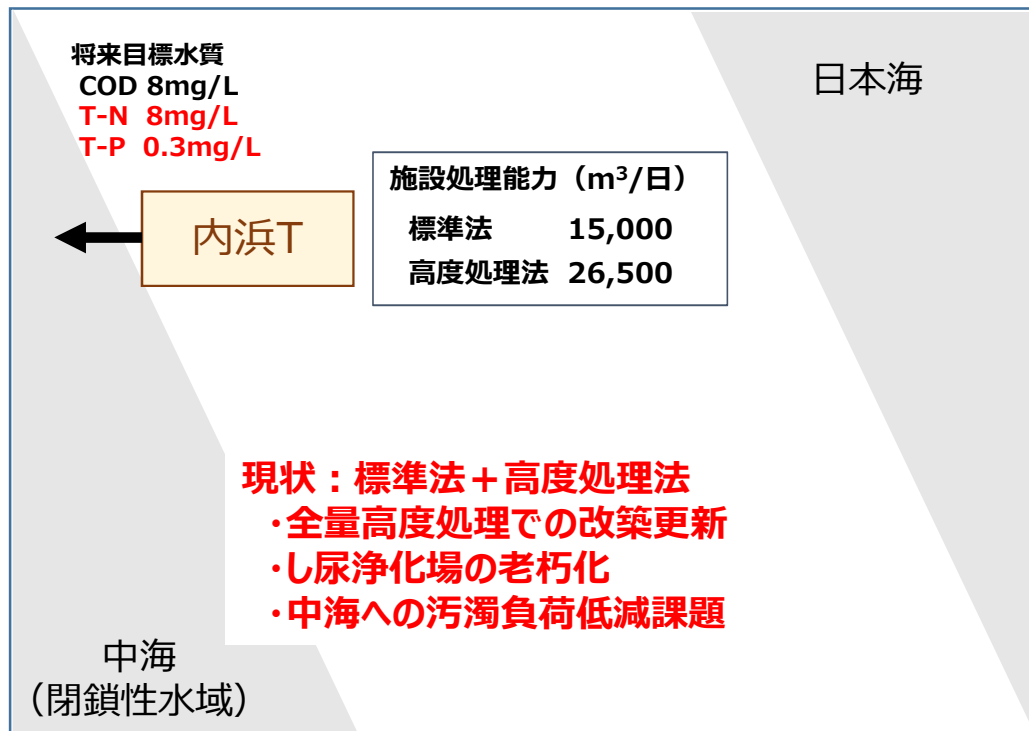 将来目標水質
COD 8mg/L
T-N 8mg/L
T-P 0.3mg/L
日本海
施設処理能力（m³/日）
標準法 15,000
高度処理法 26,500
内浜T
現状：標準法＋高度処理法
・全量高度処理での改築更新
・し尿浄化場の老朽化
・中海への汚濁負荷低減課題
中海
（閉鎖性水域）